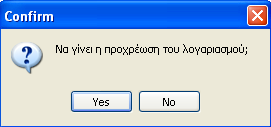 Confirm
Να γίνει η προχρέωση του λογαριασμού;
Yes
No